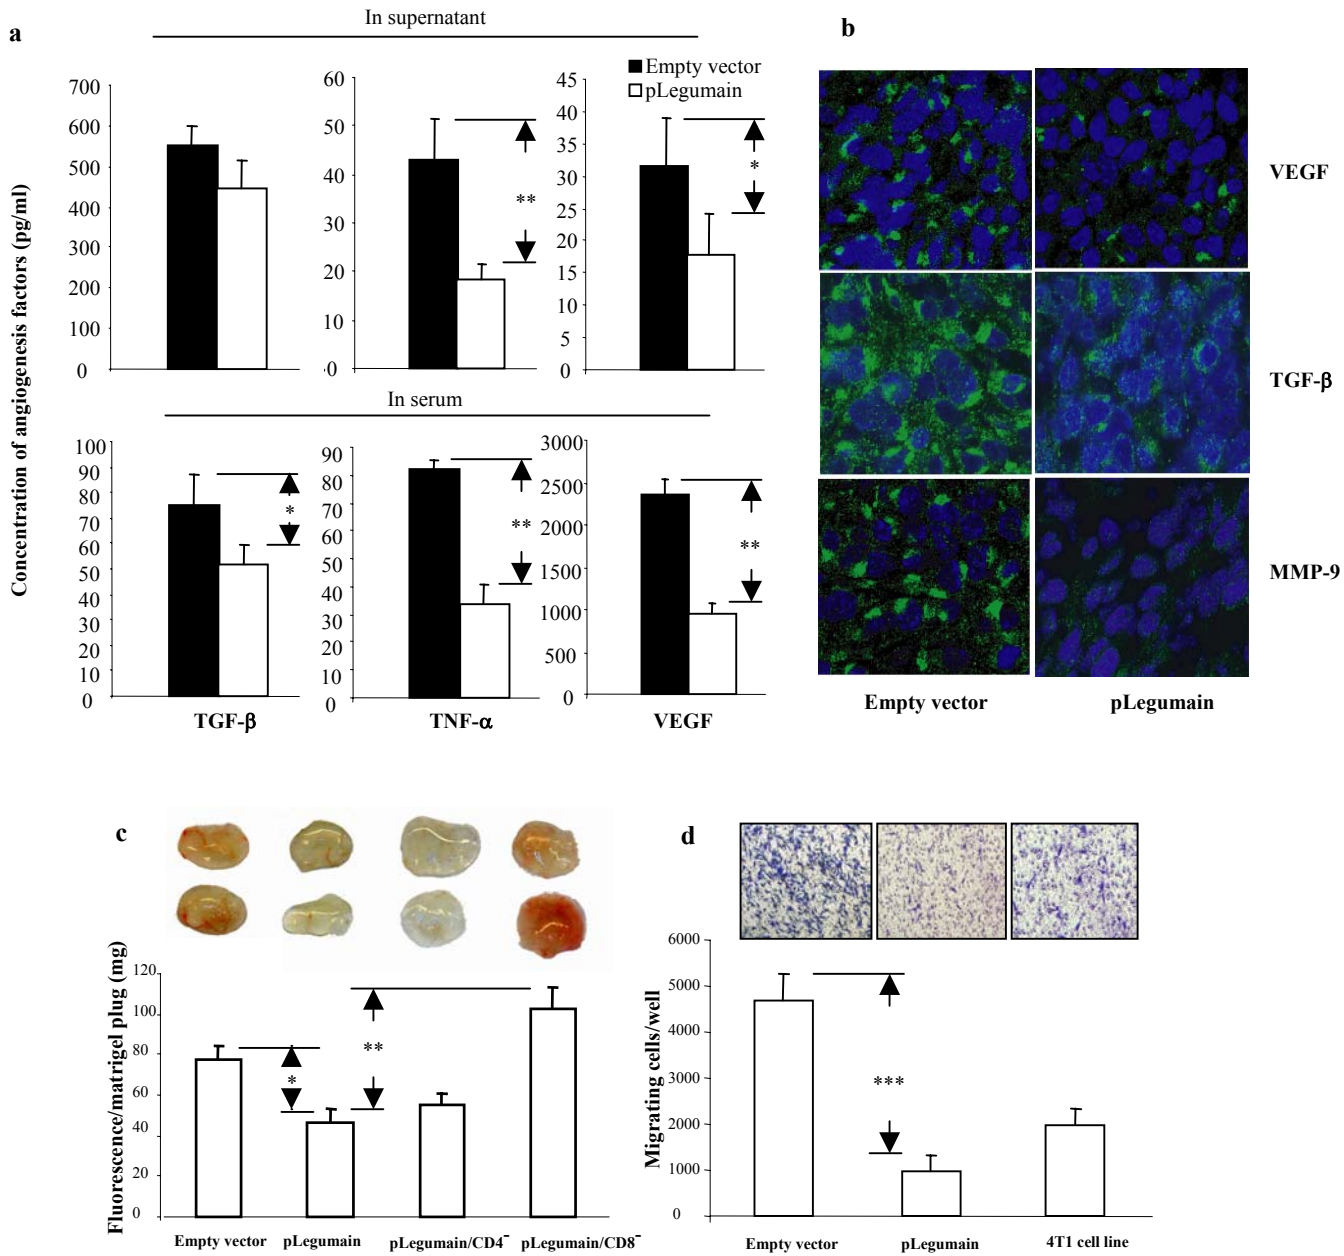 a
In supernatant
Concentration of angiogenesis factors (pg/ml)
700
600
500
400
300
200
100
0
60
50
40
30
20
10
.0
**
Empty vector
pLegumain
45
40
35
30
25
20
15
10
5
0
*
In serum
100
90
80
70
60
50
40
30
20
10
0
*
TGF-β
90
80
70
60
50
40
30
20
10
0
**
TNF-α
3000
2500
2000
1500
1000
500
0
**
VEGF
b
VEGF
TGF-β
MMP-9
Empty vector
pLegumain
c
Fluorescence/matrigel plug (mg
120
100
80
60
40
20
0
*
**
Empty vector
pLegumain
pLegumain/CD4⁻
pLegumain/CD8⁻
d
Migrating cells/well
6000
5000
4000
3000
2000
1000
0
***
Empty vector
pLegumain
4T1 cell line